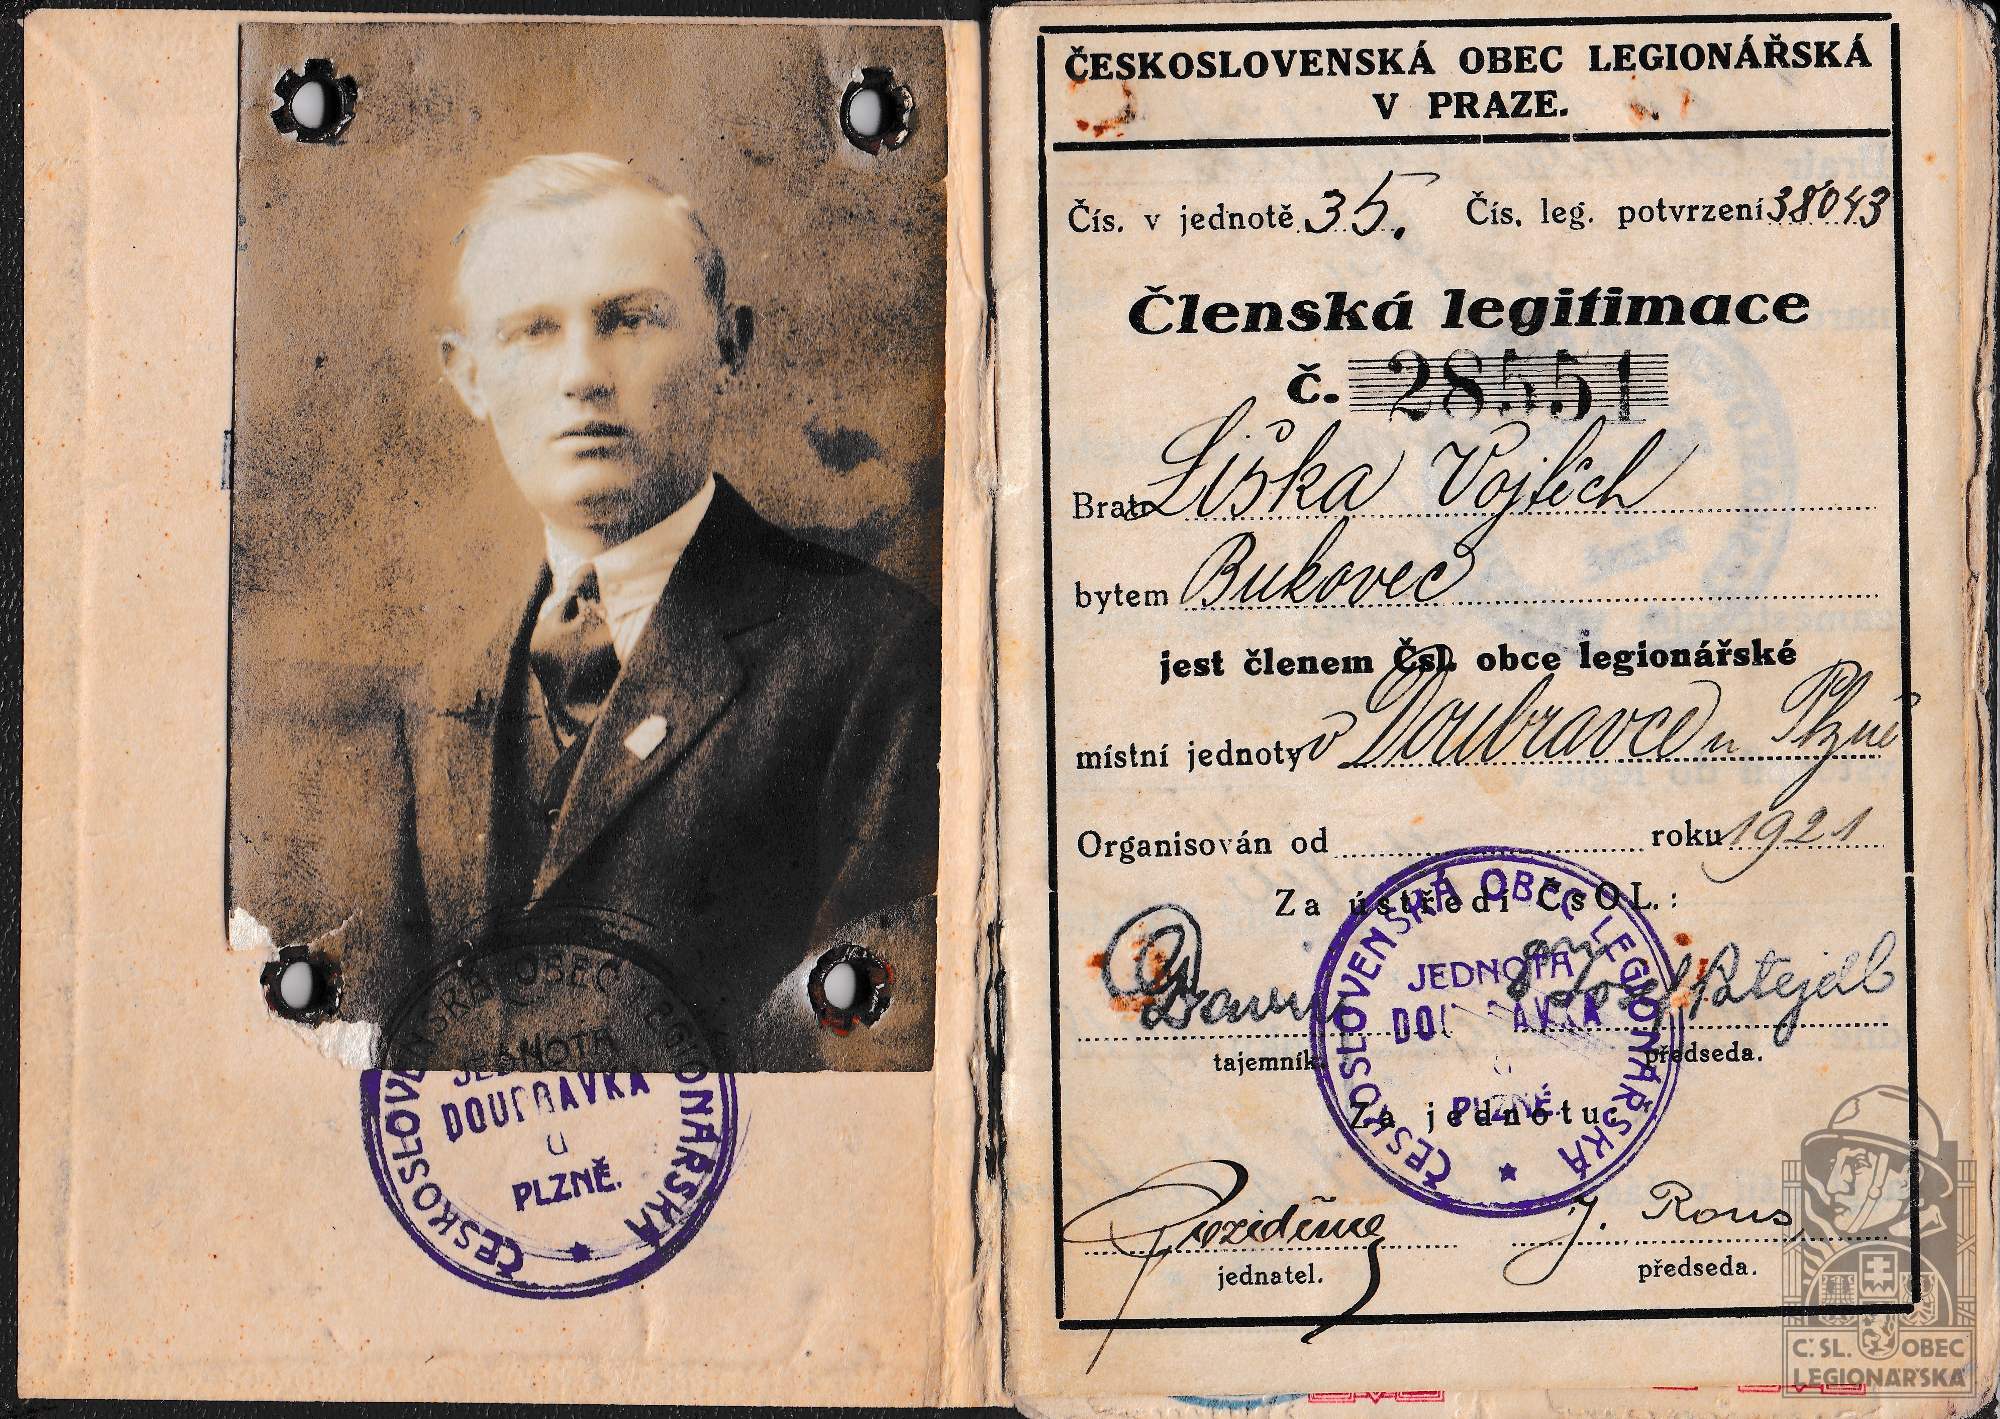 ČESKOSLOVENSKÁ OBEC LEGIONÁŘSKÁ
V PRAZE.
Čís. v jednotě 35. Čís. leg. potvrzení 38043
Členská legitimace
č. 28551
Bratr Liška Vojtěch
bytem Bukovec
jest členem Čsl. obce legionářské
místní jednoty v Doubravce u Plzně
Organisován od roku 1921
Za ústředí ČsOL.:
Josef Patejdl
tajemník. předseda.
Za jednotu:
J. Rous
jednatel. předseda.
ČESKOSLOVENSKÁ OBEC LEGIONÁŘSKÁ
JEDNOTA
DOUBRAVKA
U
PLZNĚ.
ČESKOSLOVENSKÁ OBEC LEGIONÁŘSKÁ
JEDNOTA
DOUBRAVKA
U
PLZNĚ.
Č. SL. OBEC
LEGIONÁŘSKÁ